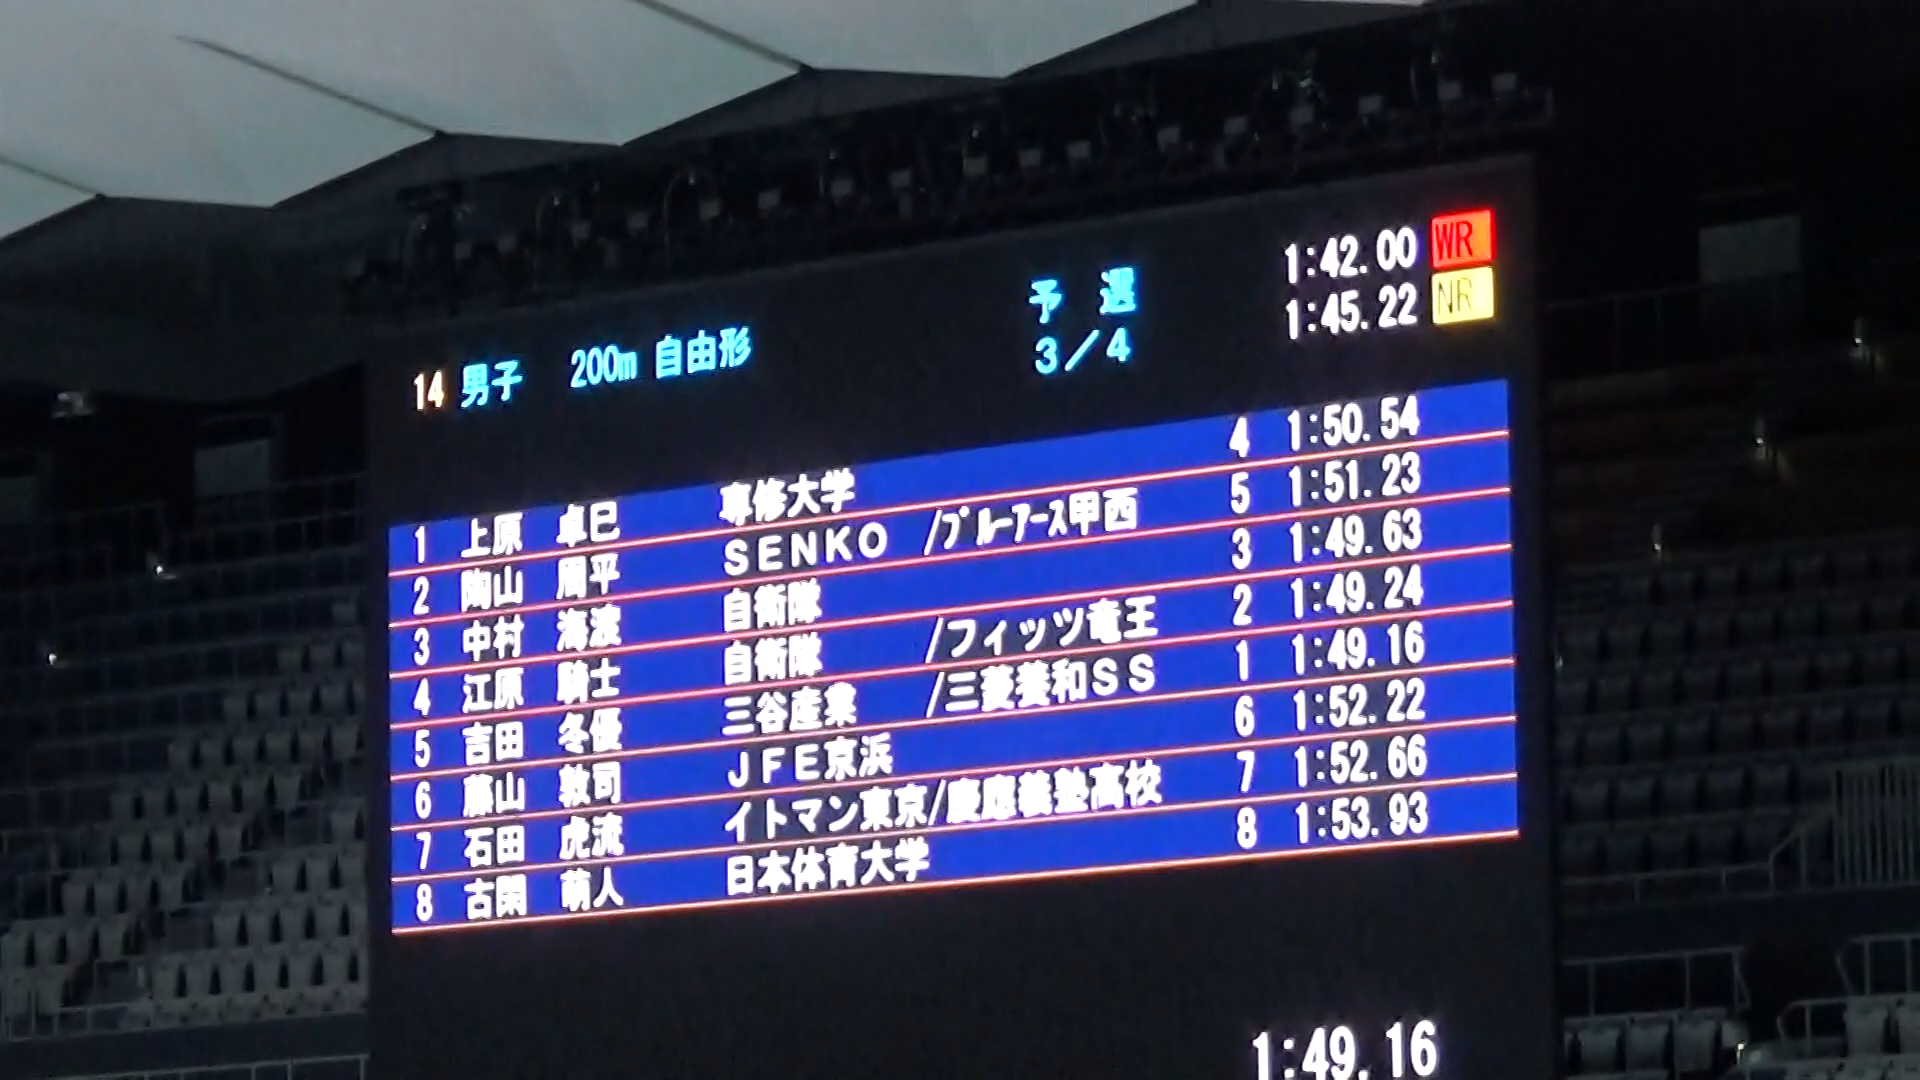 1:42.00 WR
予 選
1:45.22 NR
14 男子 200m 自由形 3／4
1 上原 卓巳 専修大学 4 1:50.54
2 陶山 周平 SENKO /ﾌﾞﾙｰｱｰｽ甲西 5 1:51.23
3 中村 海渡 自衛隊 3 1:49.63
4 江原 騎士 自衛隊 /フィッツ竜王 2 1:49.24
5 吉田 冬優 三谷産業 /三菱養和SS 1 1:49.16
6 藤山 敦司 JFE京浜 6 1:52.22
7 石田 虎流 イトマン東京/慶應義塾高校 7 1:52.66
8 古閑 萌人 日本体育大学 8 1:53.93
1:49.16